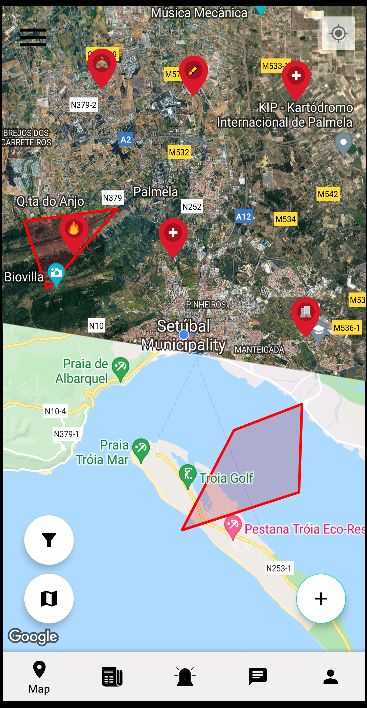 Música Mecânica
M57
M533-1
N379-2
KIP - Kartódromo
Internacional de Palmela
BREJOS DOS
CARRETEIROS
A2
M532
Q.ta do Anjo
N379
Palmela
N252
M542
A12
M534
Biovilla
PINHEIROS
M53
N10
Setúbal
Municipality
M536-1
MANTEIGADA
Praia de
Albarquel
N10-4
N379-1
Praia
Tróia Mar
Tróia Golf
Pestana Tróia Eco-Res
N253-1
Google
Map